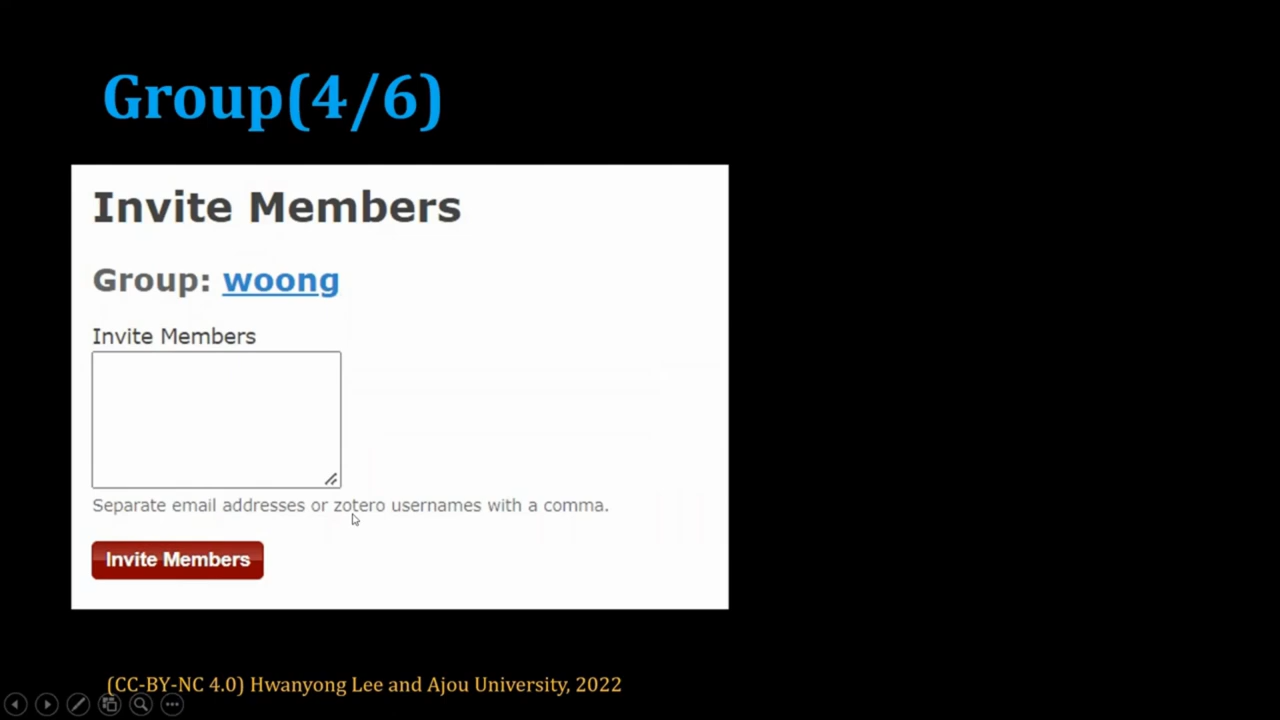 Group(4/6)
Invite Members
Group: woong
Invite Members
Separate email addresses or zotero usernames with a comma.
Invite Members
(CC-BY-NC 4.0) Hwanyong Lee and Ajou University, 2022